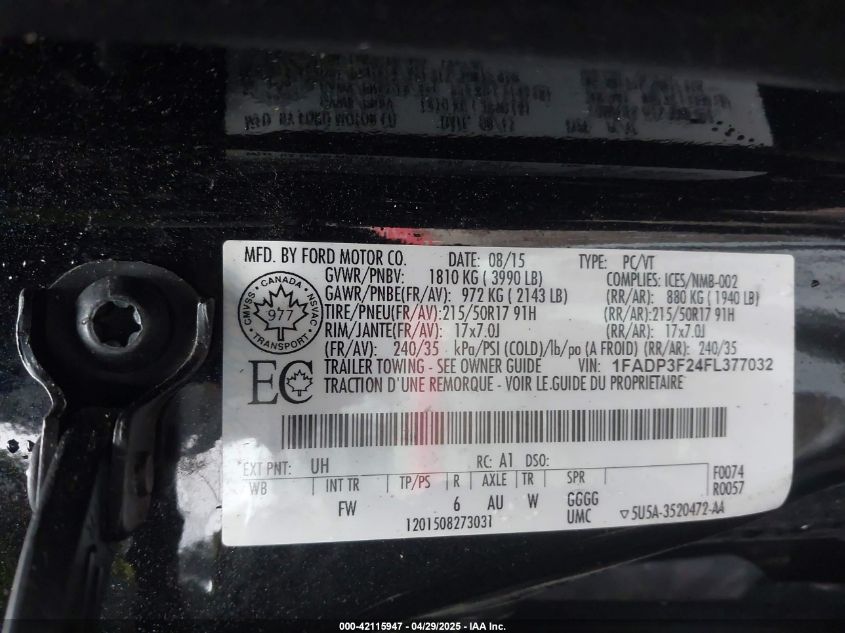 MFD. BY FORD MOTOR CO. DATE: 08/15 TYPE: PC/VT
GVWR/PNBV: 1810 KG ( 3990 LB) COMPLIES: ICES/NMB-002
GAWR/PNBE(FR/AV): 972 KG ( 2143 LB) (RR/AR): 880 KG ( 1940 LB)
TIRE/PNEU(FR/AV):215/50R17 91H (RR/AR):215/50R17 91H
RIM/JANTE(FR/AV): 17x7.0J (RR/AR): 17x7.0J
(FR/AV): 240/35 kPa/PSI (COLD)/lb/po (A FROID) (RR/AR): 240/35
TRAILER TOWING - SEE OWNER GUIDE VIN: 1FADP3F24FL377032
TRACTION D'UNE REMORQUE - VOIR LE.GUIDE DU PROPRIO.
CMVSS · CANADA · NSVAC
977
TRANSPORT
EC
EXT PNT: UH RC: A1 DSO:
WB INT TR TP/PS R AXLE TR SPR F0074
FW 6 AU W GGGG R0057
UMC
1201508273031 ▽5U5A-3520472-AA
000-42115947 - 04/29/2025 - IAA Inc.